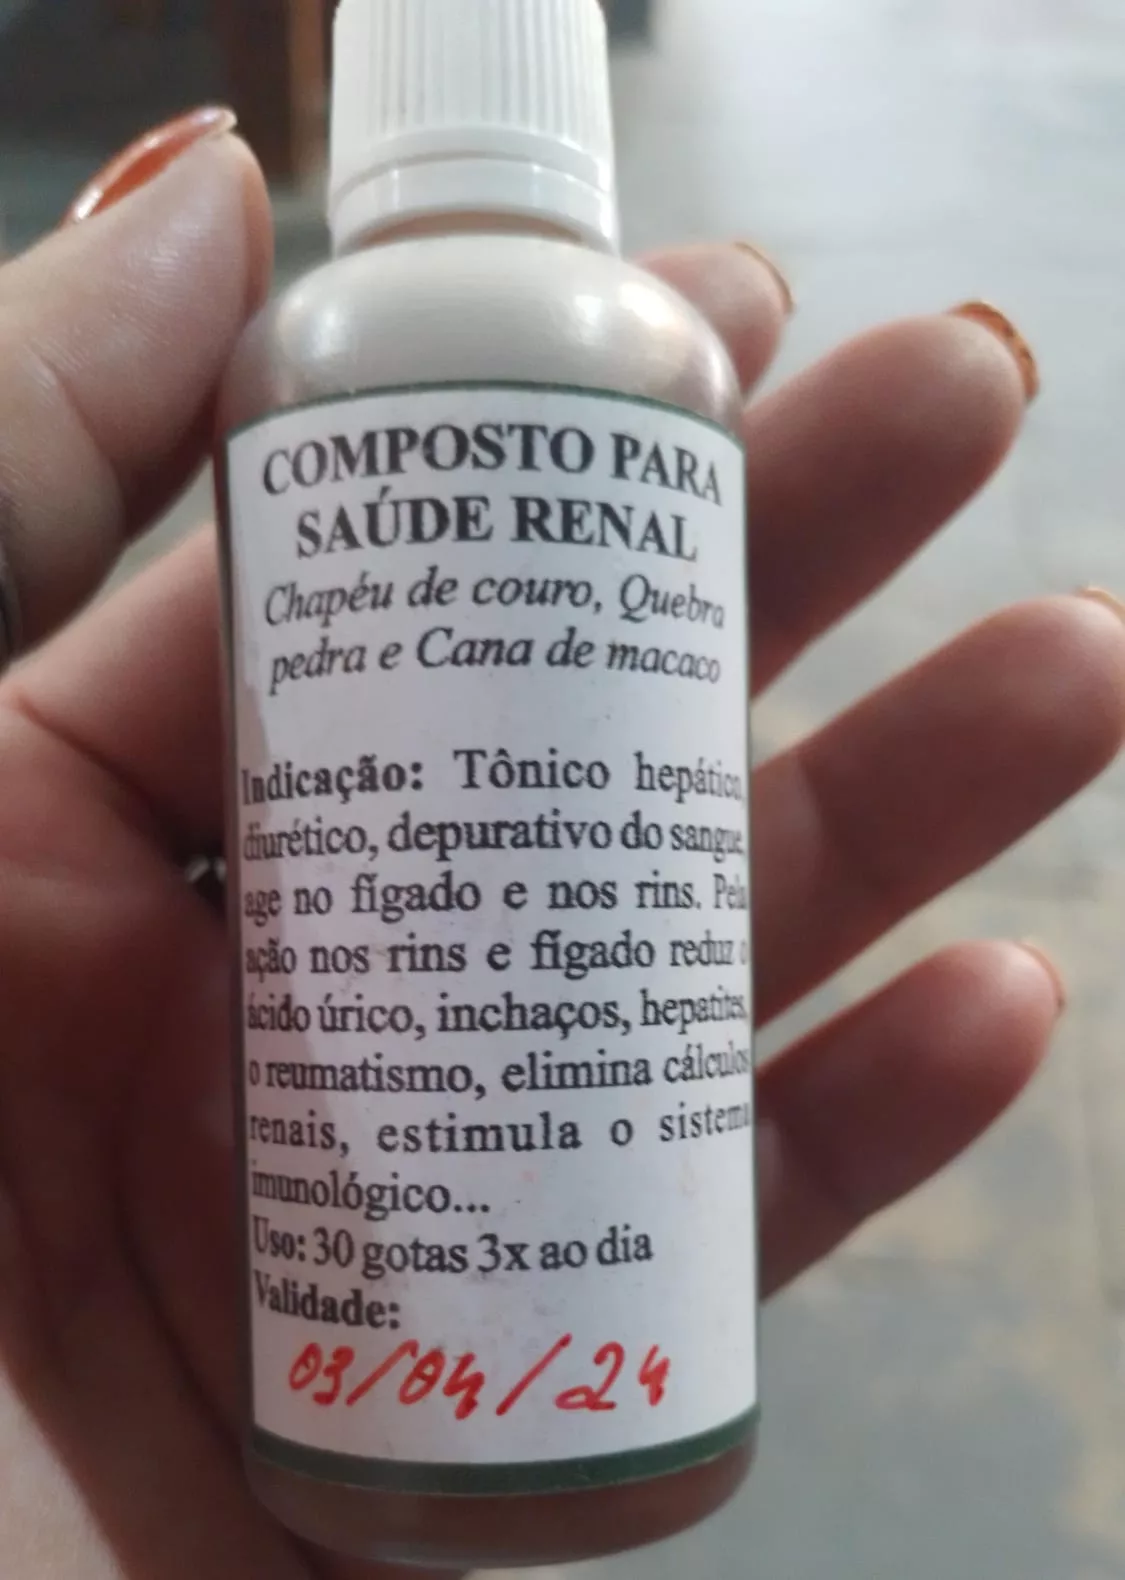 COMPOSTO PARA
SAÚDE RENAL
Chapéu de couro, Quebra
pedra e Cana de macaco
Indicação: Tônico hepático,
diurético, depurativo do sangue,
age no fígado e nos rins. Pela
ação nos rins e fígado reduz o
ácido úrico, inchaços, hepatites,
o reumatismo, elimina cálculos
renais, estimula o sistema
imunológico...
Uso: 30 gotas 3x ao dia
Validade:
03/04/24